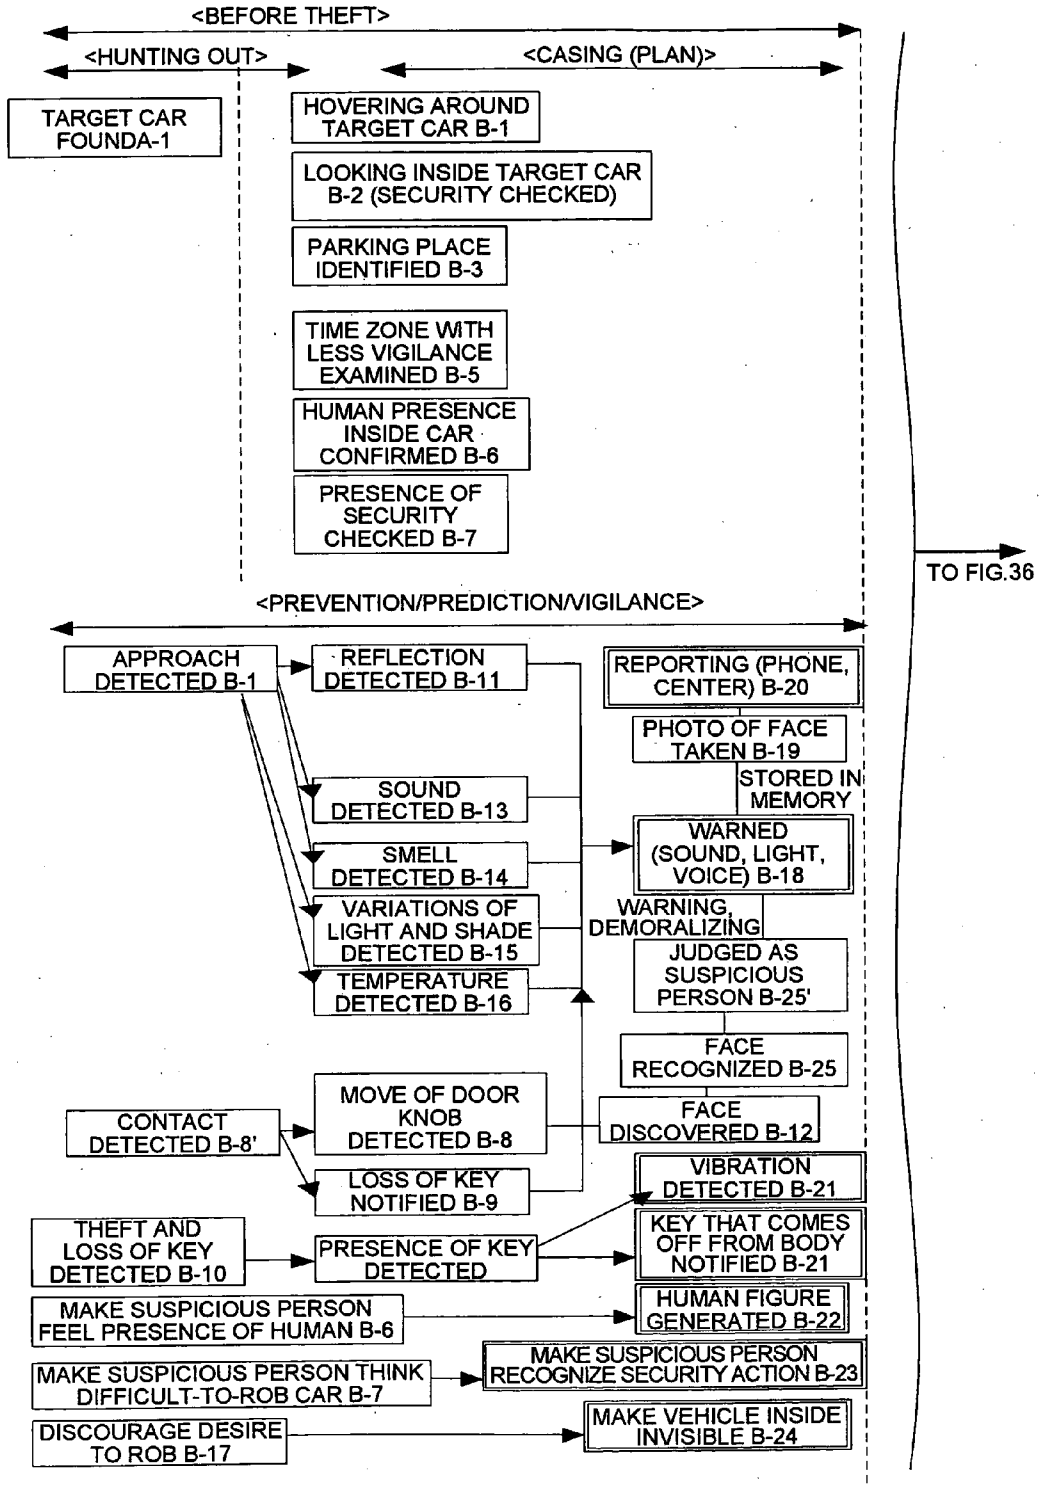 <BEFORE THEFT>
<HUNTING OUT>
<CASING (PLAN)>
TARGET CAR
FOUNDA-1
HOVERING AROUND
TARGET CAR B-1
LOOKING INSIDE TARGET CAR
B-2 (SECURITY CHECKED)
PARKING PLACE
IDENTIFIED B-3
TIME ZONE WITH
LESS VIGILANCE
EXAMINED B-5
HUMAN PRESENCE
INSIDE CAR
CONFIRMED B-6
PRESENCE OF
SECURITY
CHECKED B-7
TO FIG.36
<PREVENTION/PREDICTION/VIGILANCE>
APPROACH
DETECTED B-1
REFLECTION
DETECTED B-11
REPORTING (PHONE,
CENTER) B-20
PHOTO OF FACE
TAKEN B-19
STORED IN
MEMORY
SOUND
DETECTED B-13
WARNED
(SOUND, LIGHT,
VOICE) B-18
SMELL
DETECTED B-14
VARIATIONS OF
LIGHT AND SHADE
DETECTED B-15
WARNING,
DEMORALIZING
TEMPERATURE
DETECTED B-16
JUDGED AS
SUSPICIOUS
PERSON B-25'
FACE
RECOGNIZED B-25
CONTACT
DETECTED B-8'
MOVE OF DOOR
KNOB
DETECTED B-8
FACE
DISCOVERED B-12
LOSS OF KEY
NOTIFIED B-9
VIBRATION
DETECTED B-21
THEFT AND
LOSS OF KEY
DETECTED B-10
PRESENCE OF KEY
DETECTED
KEY THAT COMES
OFF FROM BODY
NOTIFIED B-21
MAKE SUSPICIOUS PERSON
FEEL PRESENCE OF HUMAN B-6
HUMAN FIGURE
GENERATED B-22
MAKE SUSPICIOUS PERSON THINK
DIFFICULT-TO-ROB CAR B-7
MAKE SUSPICIOUS PERSON
RECOGNIZE SECURITY ACTION B-23
DISCOURAGE DESIRE
TO ROB B-17
MAKE VEHICLE INSIDE
INVISIBLE B-24